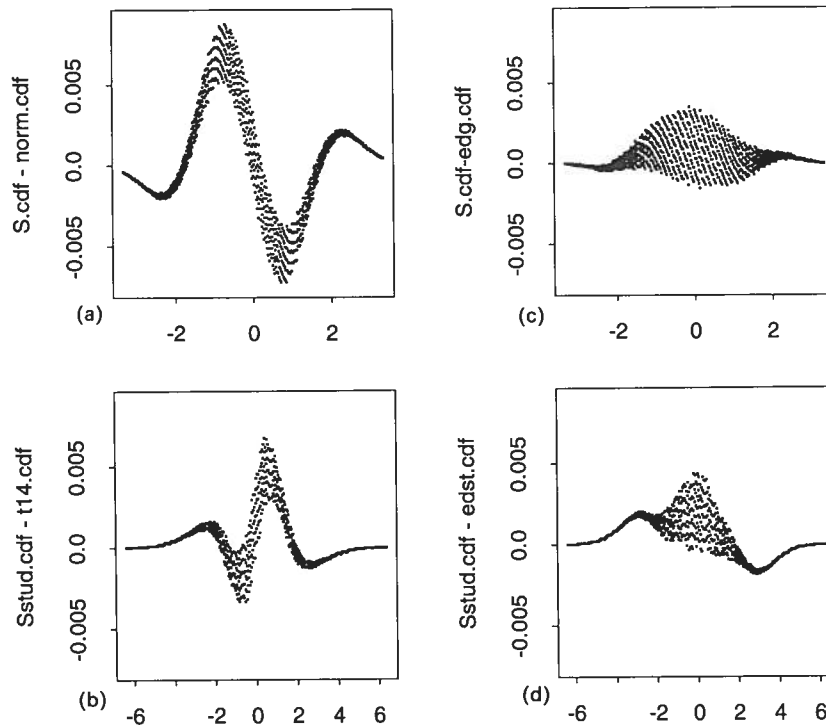 S.cdf - norm.cdf
0.005
0.0
-0.005
(a)
-2 0 2
S.cdf-edg.cdf
0.005
0.0
-0.005
(c)
-2 0 2
Sstud.cdf - t14.cdf
0.005
0.0
-0.005
(b)
-6 -2 0 2 4 6
Sstud.cdf - edst.cdf
0.005
0.0
-0.005
(d)
-6 -2 0 2 4 6